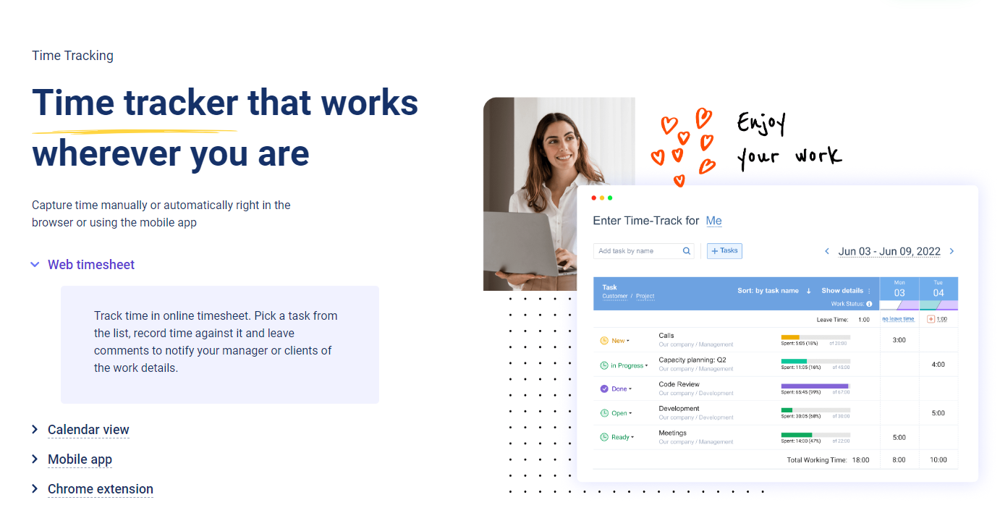 Time Tracking
Time tracker that works
wherever you are
Capture time manually or automatically right in the
browser or using the mobile app
Web timesheet
Track time in online timesheet. Pick a task from
the list, record time against it and leave
comments to notify your manager or clients of
the work details.
Calendar view
Mobile app
Chrome extension
Enjoy
your work
Enter Time-Track for Me
Add task by name + Tasks Jun 03 - Jun 09, 2022
Task Sort: by task name ↓ Show details Mon Tue
Customer / Project 03 04
Work Status:
Leave Time: 1:00 no leave time 1:00
New Calls 3:00
Our company / Management Spent: 5:05 (18%) of 20:00
in Progress Capacity planning: Q2 4:00
Our company / Management Spent: 11:05 (16%) of 45:00
Done Code Review
Our company / Development Spent: 65:45 (99%) of 67:00
Open Development 5:00
Our company / Development Spent: 30:05 (68%) of 30:00
Ready Meetings 5:00
Our company / Management Spent: 14:00 (47%) of 22:00
Total Working Time: 18:00 8:00 10:00